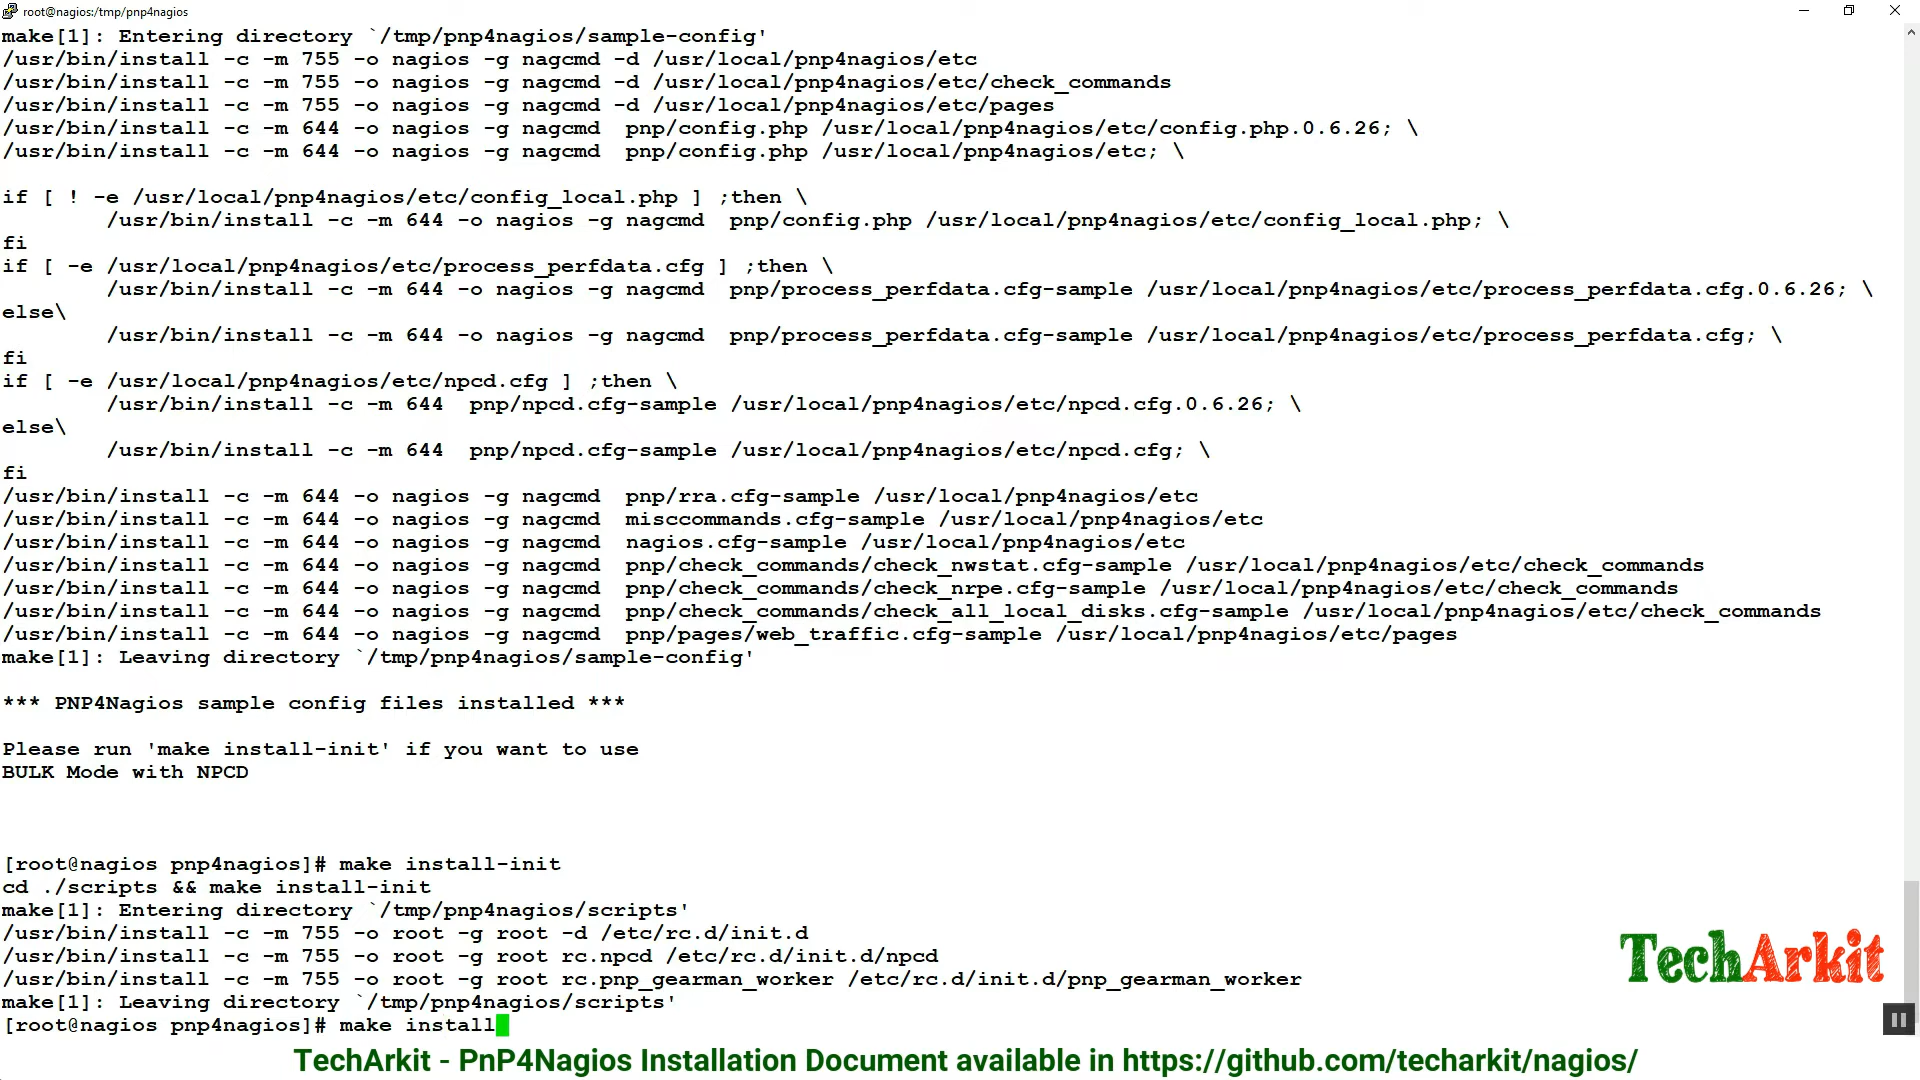 root@nagios:/tmp/pnp4nagios
make[1]: Entering directory `/tmp/pnp4nagios/sample-config'
/usr/bin/install -c -m 755 -o nagios -g nagcmd -d /usr/local/pnp4nagios/etc
/usr/bin/install -c -m 755 -o nagios -g nagcmd -d /usr/local/pnp4nagios/etc/check_commands
/usr/bin/install -c -m 755 -o nagios -g nagcmd -d /usr/local/pnp4nagios/etc/pages
/usr/bin/install -c -m 644 -o nagios -g nagcmd  pnp/config.php /usr/local/pnp4nagios/etc/config.php.0.6.26; \
/usr/bin/install -c -m 644 -o nagios -g nagcmd  pnp/config.php /usr/local/pnp4nagios/etc; \
if [ ! -e /usr/local/pnp4nagios/etc/config_local.php ] ;then \
        /usr/bin/install -c -m 644 -o nagios -g nagcmd  pnp/config.php /usr/local/pnp4nagios/etc/config_local.php; \
fi
if [ -e /usr/local/pnp4nagios/etc/process_perfdata.cfg ] ;then \
        /usr/bin/install -c -m 644 -o nagios -g nagcmd  pnp/process_perfdata.cfg-sample /usr/local/pnp4nagios/etc/process_perfdata.cfg.0.6.26; \
else\
        /usr/bin/install -c -m 644 -o nagios -g nagcmd  pnp/process_perfdata.cfg-sample /usr/local/pnp4nagios/etc/process_perfdata.cfg; \
fi
if [ -e /usr/local/pnp4nagios/etc/npcd.cfg ] ;then \
        /usr/bin/install -c -m 644  pnp/npcd.cfg-sample /usr/local/pnp4nagios/etc/npcd.cfg.0.6.26; \
else\
        /usr/bin/install -c -m 644  pnp/npcd.cfg-sample /usr/local/pnp4nagios/etc/npcd.cfg; \
fi
/usr/bin/install -c -m 644 -o nagios -g nagcmd  pnp/rra.cfg-sample /usr/local/pnp4nagios/etc
/usr/bin/install -c -m 644 -o nagios -g nagcmd  misccommands.cfg-sample /usr/local/pnp4nagios/etc
/usr/bin/install -c -m 644 -o nagios -g nagcmd  nagios.cfg-sample /usr/local/pnp4nagios/etc
/usr/bin/install -c -m 644 -o nagios -g nagcmd  pnp/check_commands/check_nwstat.cfg-sample /usr/local/pnp4nagios/etc/check_commands
/usr/bin/install -c -m 644 -o nagios -g nagcmd  pnp/check_commands/check_nrpe.cfg-sample /usr/local/pnp4nagios/etc/check_commands
/usr/bin/install -c -m 644 -o nagios -g nagcmd  pnp/check_commands/check_all_local_disks.cfg-sample /usr/local/pnp4nagios/etc/check_commands
/usr/bin/install -c -m 644 -o nagios -g nagcmd  pnp/pages/web_traffic.cfg-sample /usr/local/pnp4nagios/etc/pages
make[1]: Leaving directory `/tmp/pnp4nagios/sample-config'
*** PNP4Nagios sample config files installed ***
Please run 'make install-init' if you want to use
BULK Mode with NPCD
[root@nagios pnp4nagios]# make install-init
cd ./scripts && make install-init
make[1]: Entering directory `/tmp/pnp4nagios/scripts'
/usr/bin/install -c -m 755 -o root -g root -d /etc/rc.d/init.d
/usr/bin/install -c -m 755 -o root -g root rc.npcd /etc/rc.d/init.d/npcd
/usr/bin/install -c -m 755 -o root -g root rc.pnp_gearman_worker /etc/rc.d/init.d/pnp_gearman_worker
make[1]: Leaving directory `/tmp/pnp4nagios/scripts'
[root@nagios pnp4nagios]# make install
TechArkit
TechArkit - PnP4Nagios Installation Document available in https://github.com/techarkit/nagios/